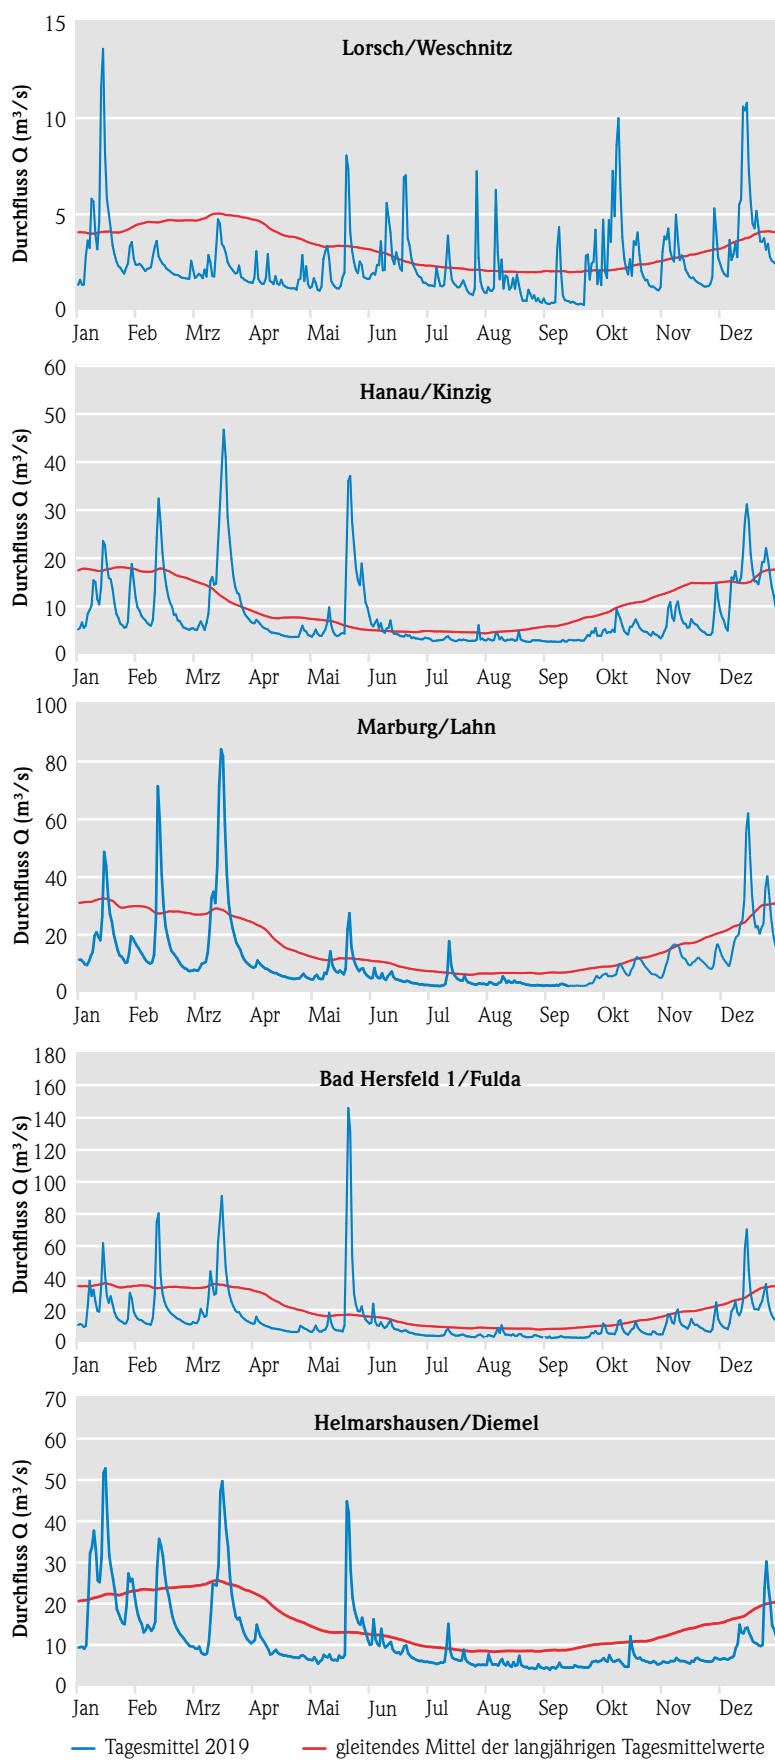 Lorsch/Weschnitz
Durchfluss Q (m³/s)
15
10
5
0
Jan Feb Mrz Apr Mai Jun Jul Aug Sep Okt Nov Dez
Hanau/Kinzig
Durchfluss Q (m³/s)
60
50
40
30
20
10
0
Jan Feb Mrz Apr Mai Jun Jul Aug Sep Okt Nov Dez
Marburg/Lahn
Durchfluss Q (m³/s)
100
80
60
40
20
0
Jan Feb Mrz Apr Mai Jun Jul Aug Sep Okt Nov Dez
Bad Hersfeld 1/Fulda
Durchfluss Q (m³/s)
180
160
140
120
100
80
60
40
20
0
Jan Feb Mrz Apr Mai Jun Jul Aug Sep Okt Nov Dez
Helmarshausen/Diemel
Durchfluss Q (m³/s)
70
60
50
40
30
20
10
0
Jan Feb Mrz Apr Mai Jun Jul Aug Sep Okt Nov Dez
Tagesmittel 2019 gleitendes Mittel der langjährigen Tagesmittelwerte